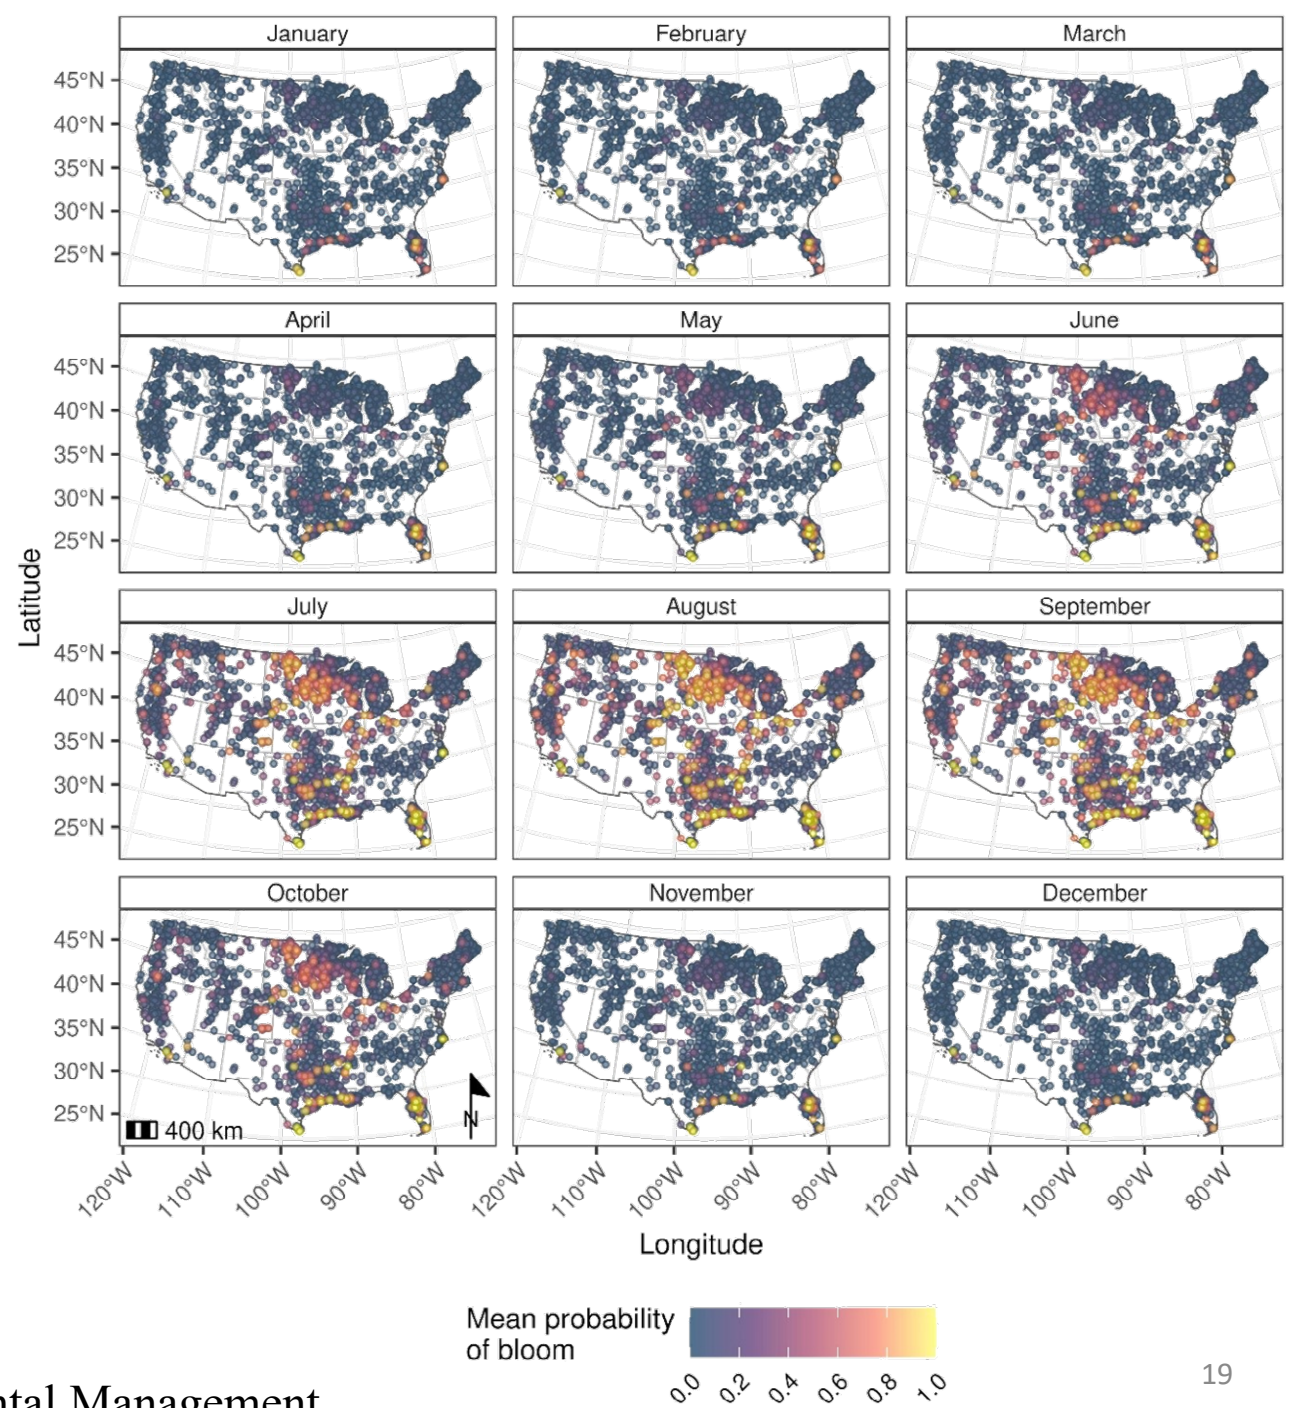 January February March
45°N
40°N
35°N
30°N
25°N
April May June
45°N
40°N
35°N
30°N
25°N
July August September
45°N
40°N
35°N
30°N
25°N
October November December
45°N
40°N
35°N
30°N
25°N
Latitude
400 km
N
120°W 110°W 100°W 90°W 80°W 120°W 110°W 100°W 90°W 80°W 120°W 110°W 100°W 90°W 80°W
Longitude
Mean probability
of bloom
0.0 0.2 0.4 0.6 0.8 1.0
19
ntal Management